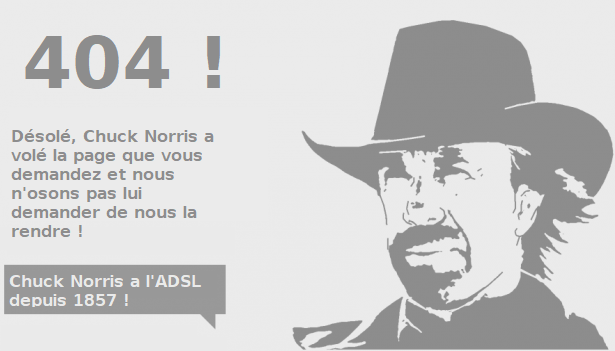 404 !
Désolé, Chuck Norris a
volé la page que vous
demandez et nous
n'osons pas lui
demander de nous la
rendre !
Chuck Norris a l'ADSL
depuis 1857 !